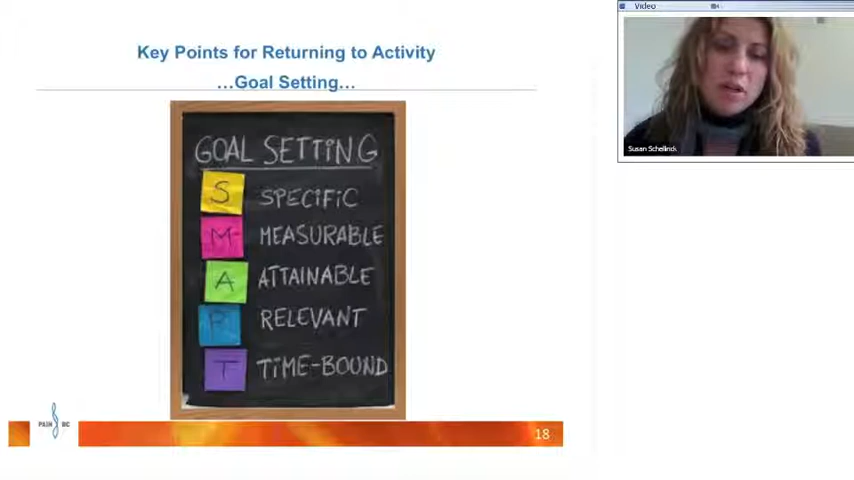 Key Points for Returning to Activity
…Goal Setting…
GOAL SETTING
S SPECIFIC
M MEASURABLE
A ATTAINABLE
R RELEVANT
T TIME-BOUND
PAIN BC
18
Video
Susan Schellinck